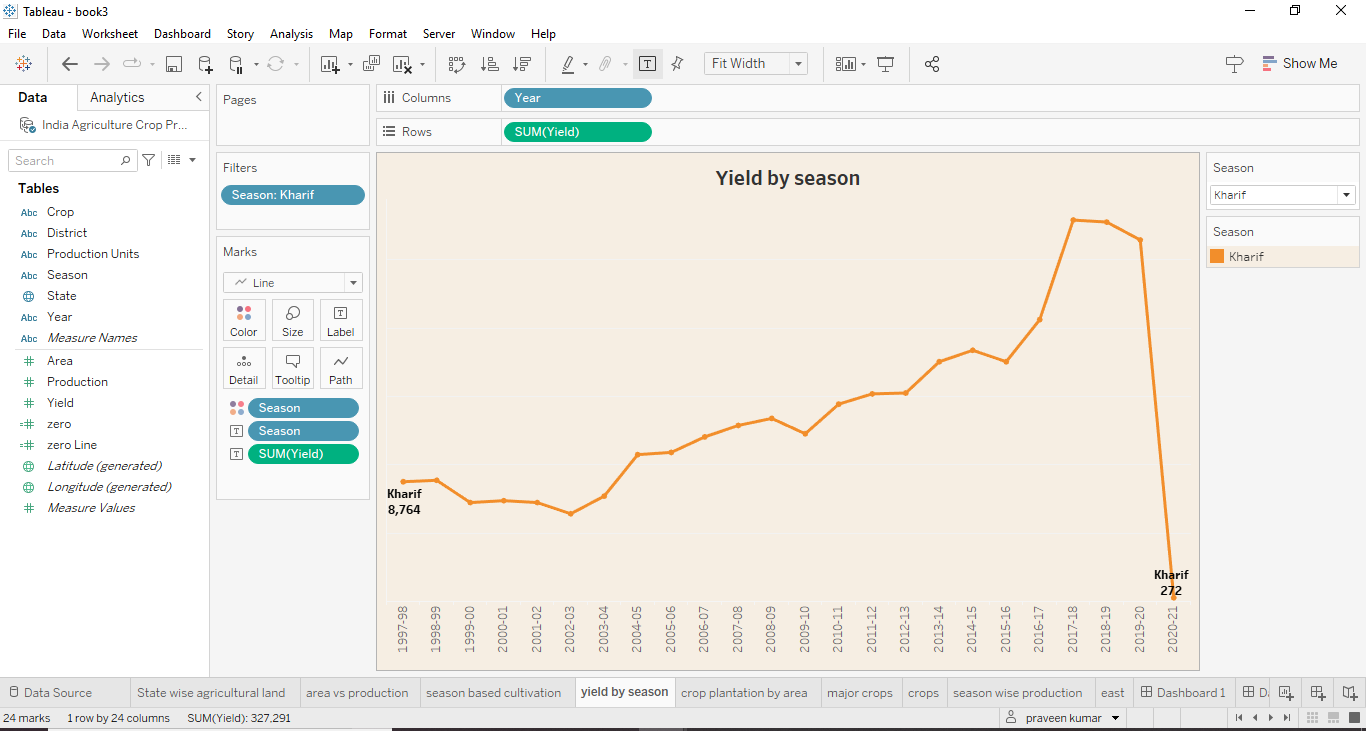 Tableau - book3
File Data Worksheet Dashboard Story Analysis Map Format Server Window Help
Fit Width
Show Me
Data Analytics
India Agriculture Crop Pr...
Search
Tables
Abc Crop
Abc District
Abc Production Units
Abc Season
State
Abc Year
Abc Measure Names
Area
Production
Yield
zero
zero Line
Latitude (generated)
Longitude (generated)
Measure Values
Pages
Filters
Season: Kharif
Marks
Line
Color Size Label
Detail Tooltip Path
Season
Season
SUM(Yield)
Columns Year
Rows SUM(Yield)
Yield by season
Kharif
8,764
Kharif
272
1997-98
1998-99
1999-00
2000-01
2001-02
2002-03
2003-04
2004-05
2005-06
2006-07
2007-08
2008-09
2009-10
2010-11
2011-12
2012-13
2013-14
2014-15
2015-16
2016-17
2017-18
2018-19
2019-20
2020-21
Season
Kharif
Season
Kharif
Data Source State wise agricultural land area vs production season based cultivation yield by season crop plantation by area major crops crops season wise production east Dashboard 1 D
24 marks 1 row by 24 columns SUM(Yield): 327,291 praveen kumar